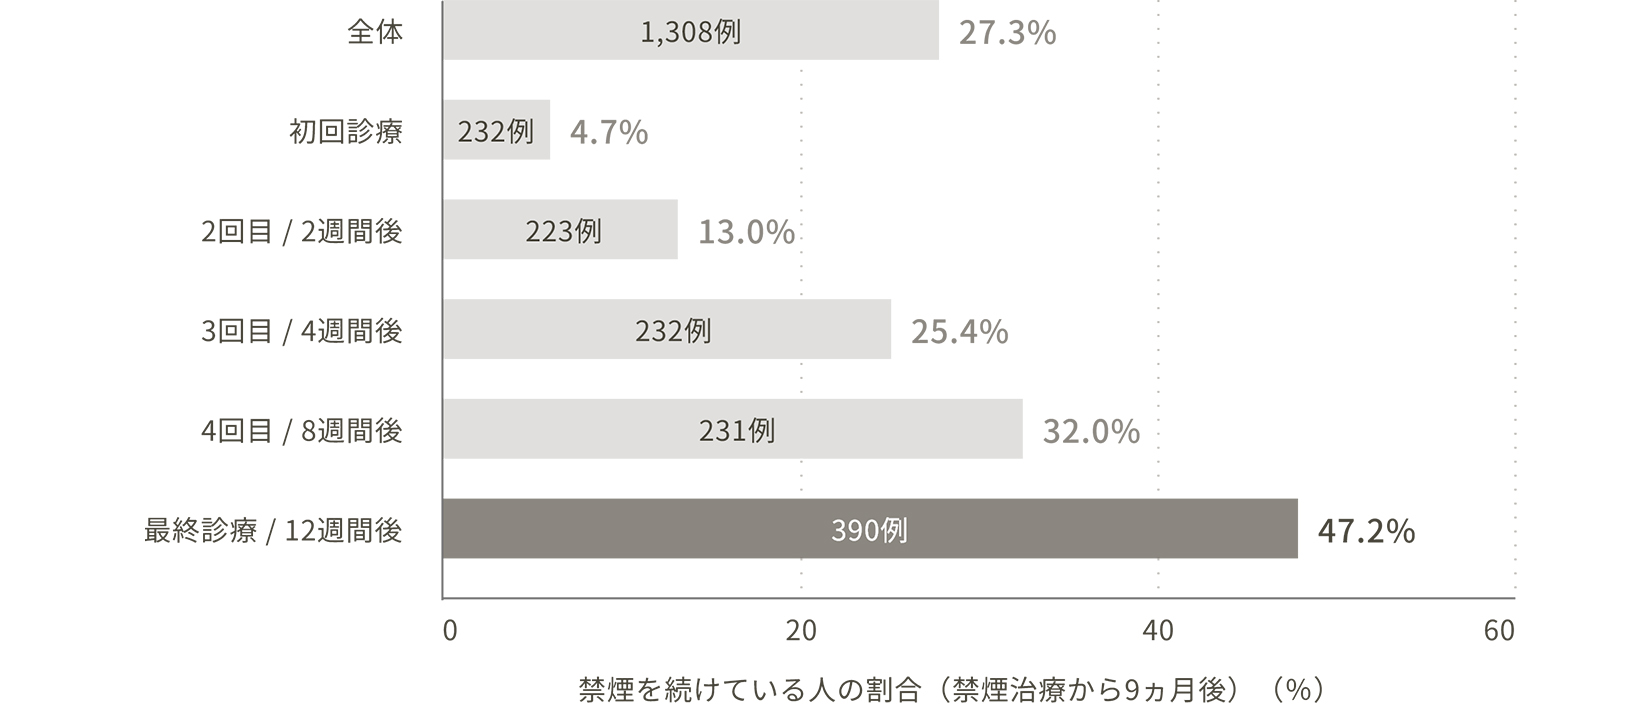 全体 1,308例 27.3%
初回診療 232例 4.7%
2回目 / 2週間後 223例 13.0%
3回目 / 4週間後 232例 25.4%
4回目 / 8週間後 231例 32.0%
最終診療 / 12週間後 390例 47.2%
0 20 40 60
禁煙を続けている人の割合（禁煙治療から9ヵ月後）（%）